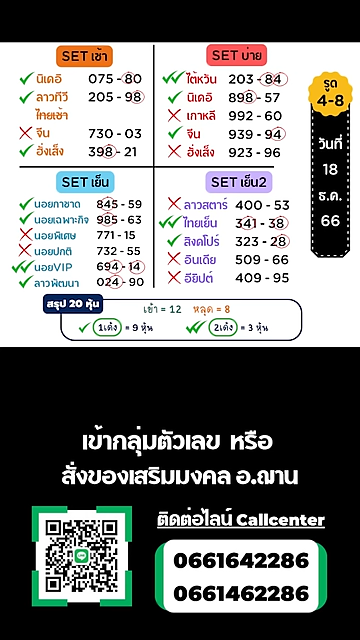 SET เช้า
นิเคอิ 075 - 80
ลาวทีวี 205 - 98
ไทยเช้า
จีน 730 - 03
ฮั่งเส็ง 398 - 21
SET บ่าย
ไต้หวัน 203 - 84
นิเคอิ 898 - 57
เกาหลี 992 - 60
จีน 939 - 94
ฮั่งเส็ง 923 - 96
รูด
4-8
วันที่
18
ธ.ค.
66
SET เย็น
นอยกาชาด 845 - 59
นอยเฉพาะกิจ 985 - 63
นอยพิเศษ 771 - 15
นอยปกติ 732 - 55
นอยVIP 694 - 14
ลาวพัฒนา 024 - 90
SET เย็น2
ลาวสตาร์ 400 - 53
ไทยเย็น 341 - 38
สิงคโปร์ 323 - 28
อินเดีย 509 - 66
อียิปต์ 409 - 95
สรุป 20 หุ้น
เข้า = 12 หลุด = 8
1เด้ง = 9 หุ้น 2เด้ง = 3 หุ้น
เข้ากลุ่มตัวเลข หรือ
สั่งของเสริมมงคล อ.ฌาน
ติดต่อไลน์ Callcenter
0661642286
0661462286
LINE